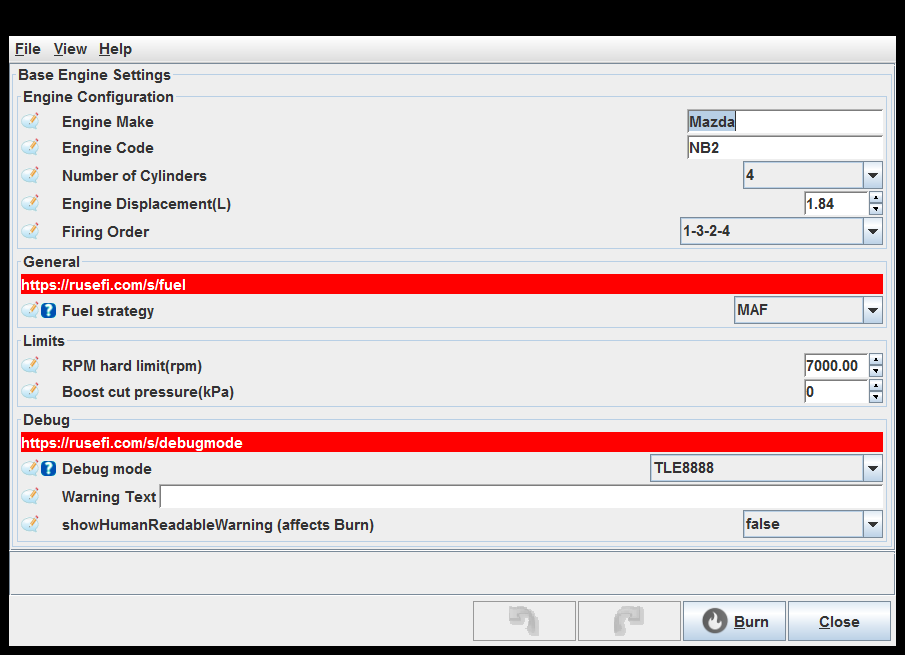 File View Help
Base Engine Settings
Engine Configuration
Engine Make Mazda
Engine Code NB2
Number of Cylinders 4
Engine Displacement(L) 1.84
Firing Order 1-3-2-4
General
https://rusefi.com/s/fuel
? Fuel strategy MAF
Limits
RPM hard limit(rpm) 7000.00
Boost cut pressure(kPa) 0
Debug
https://rusefi.com/s/debugmode
? Debug mode TLE8888
Warning Text
showHumanReadableWarning (affects Burn) false
Burn Close